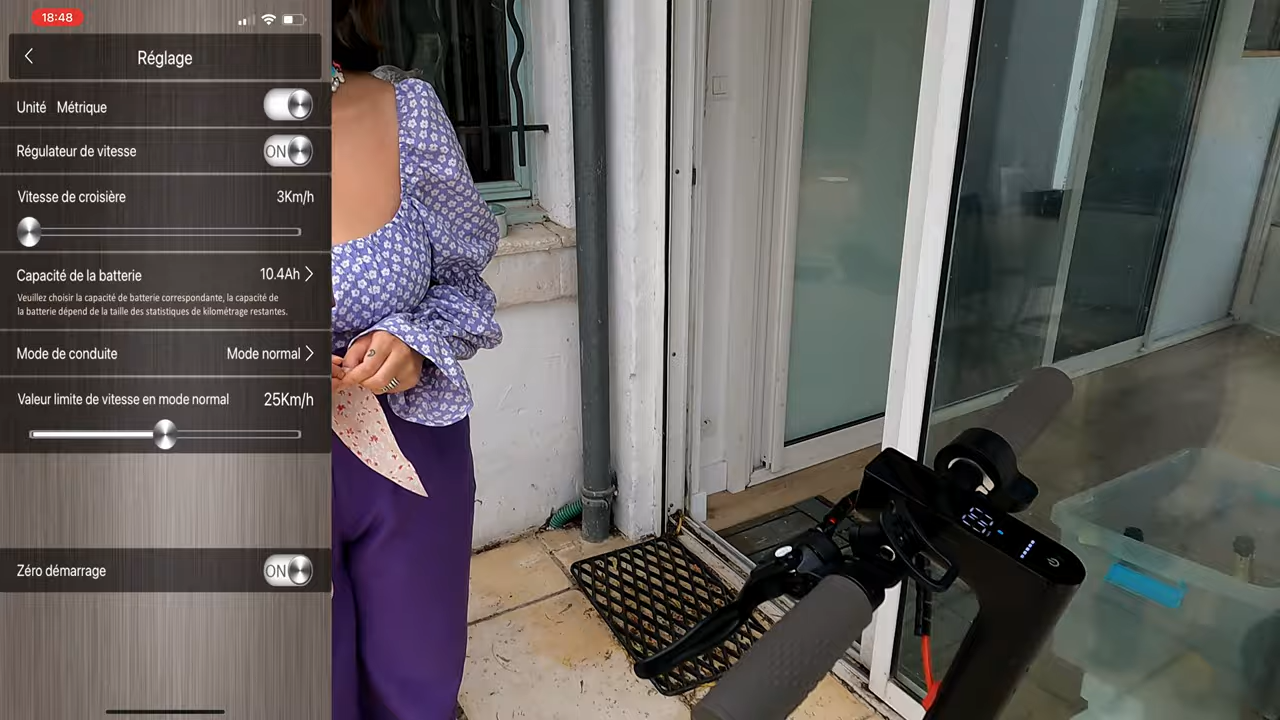 18:48
Réglage
Unité Métrique
Régulateur de vitesse ON
Vitesse de croisière 3Km/h
Capacité de la batterie 10.4Ah
Veuillez choisir la capacité de batterie correspondante, la capacité de
la batterie dépend de la taille des statistiques de kilométrage restantes.
Mode de conduite Mode normal
Valeur limite de vitesse en mode normal 25Km/h
Zéro démarrage ON